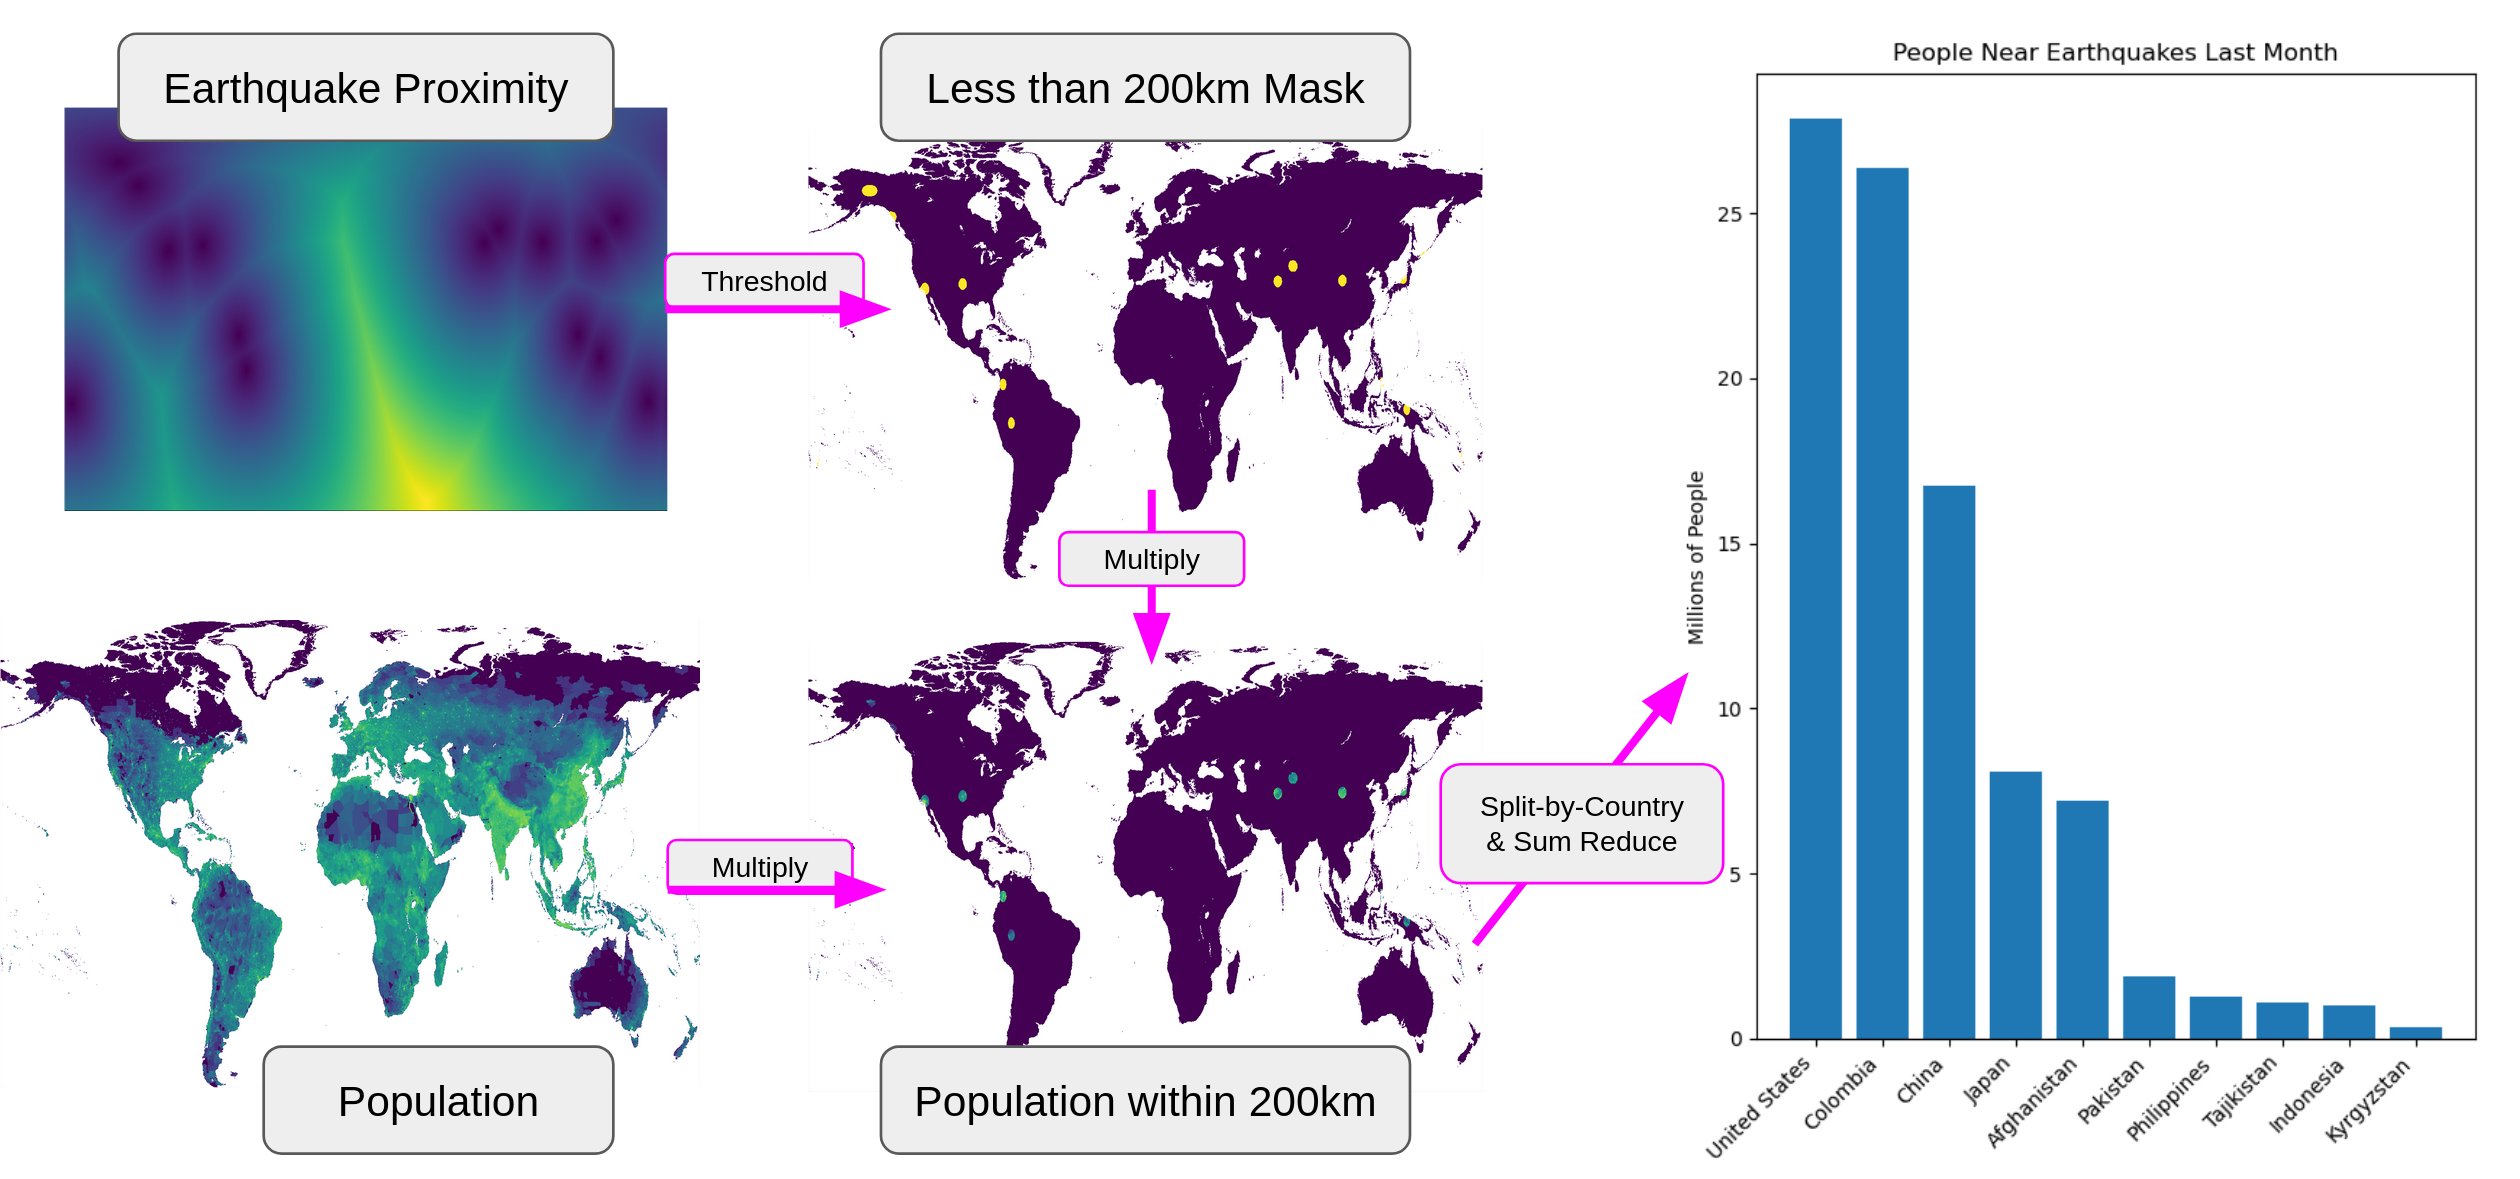 Earthquake Proximity
Less than 200km Mask
Threshold
Multiply
Population
Multiply
Population within 200km
Split-by-Country
& Sum Reduce
People Near Earthquakes Last Month
Millions of People
25
20
15
10
5
0
United States
Colombia
China
Japan
Afghanistan
Pakistan
Philippines
Tajikistan
Indonesia
Kyrgyzstan